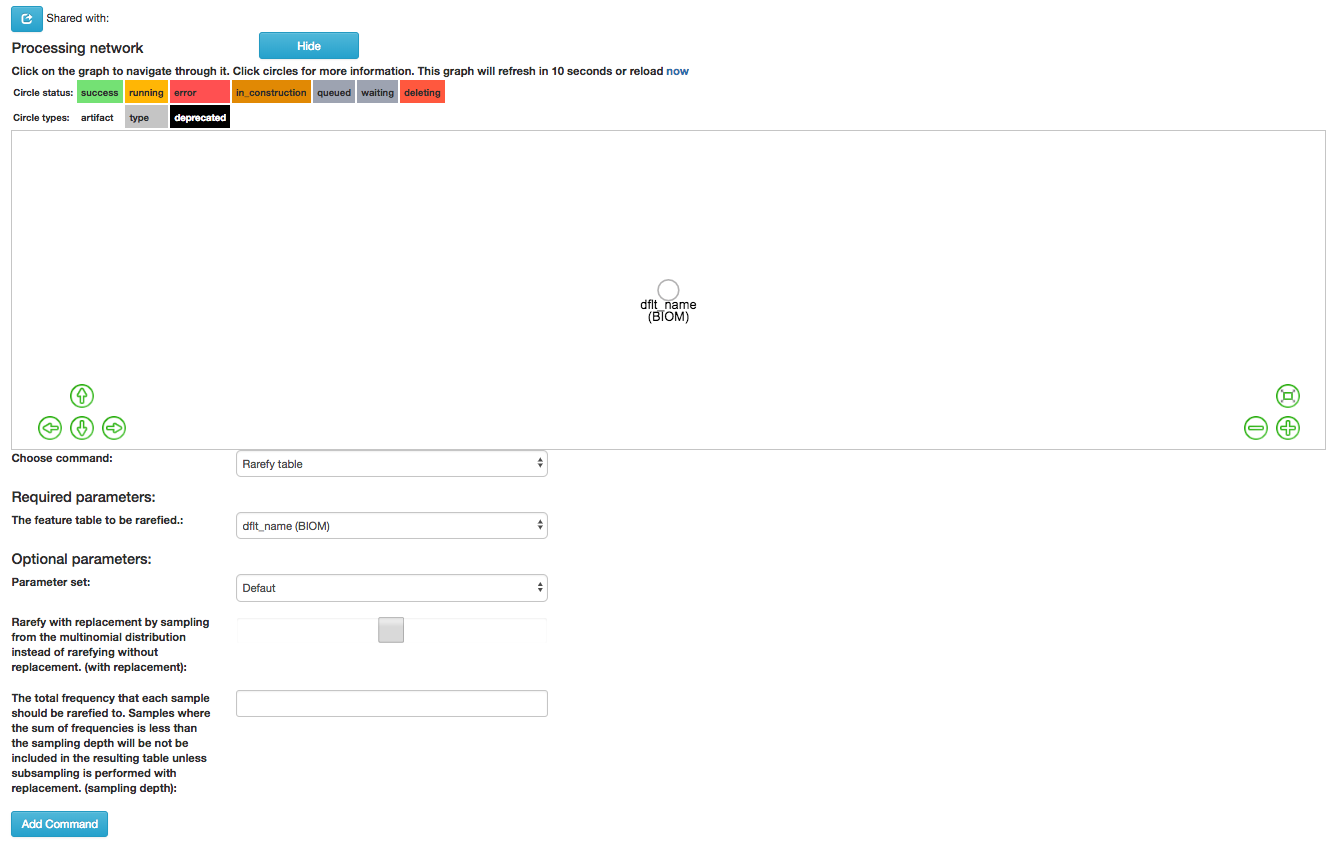 Shared with:
Processing network
Hide
Click on the graph to navigate through it. Click circles for more information. This graph will refresh in 10 seconds or reload now
Circle status: success running error in_construction queued waiting deleting
Circle types: artifact type deprecated
dflt_name
(BIOM)
Choose command:
Rarefy table
Required parameters:
The feature table to be rarefied.:
dflt_name (BIOM)
Optional parameters:
Parameter set:
Defaut
Rarefy with replacement by sampling
from the multinomial distribution
instead of rarefying without
replacement. (with replacement):
The total frequency that each sample
should be rarefied to. Samples where
the sum of frequencies is less than
the sampling depth will be not be
included in the resulting table unless
subsampling is performed with
replacement. (sampling depth):
Add Command